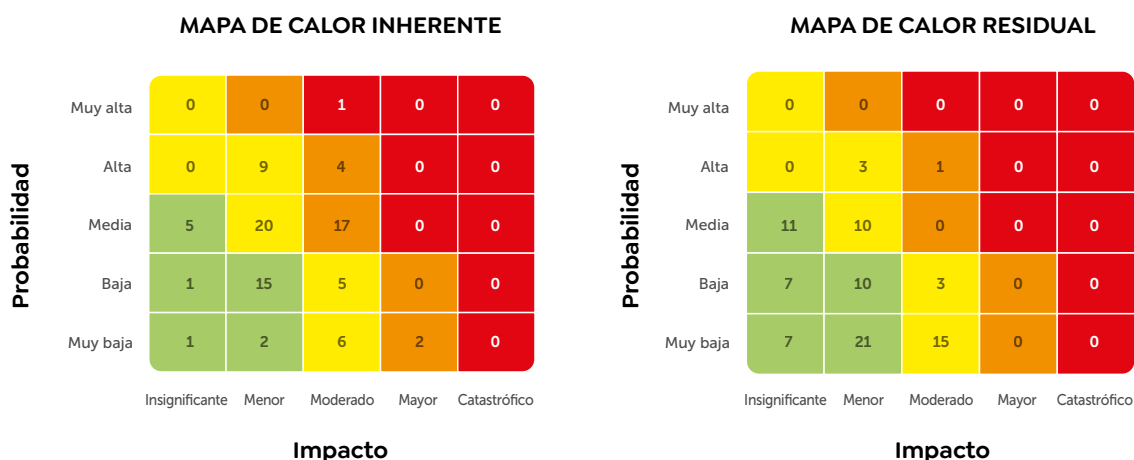 MAPA DE CALOR INHERENTE
Probabilidad
Muy alta 0 0 1 0 0
Alta 0 9 4 0 0
Media 5 20 17 0 0
Baja 1 15 5 0 0
Muy baja 1 2 6 2 0
Insignificante Menor Moderado Mayor Catastrófico
Impacto
MAPA DE CALOR RESIDUAL
Probabilidad
Muy alta 0 0 0 0 0
Alta 0 3 1 0 0
Media 11 10 0 0 0
Baja 7 10 3 0 0
Muy baja 7 21 15 0 0
Insignificante Menor Moderado Mayor Catastrófico
Impacto